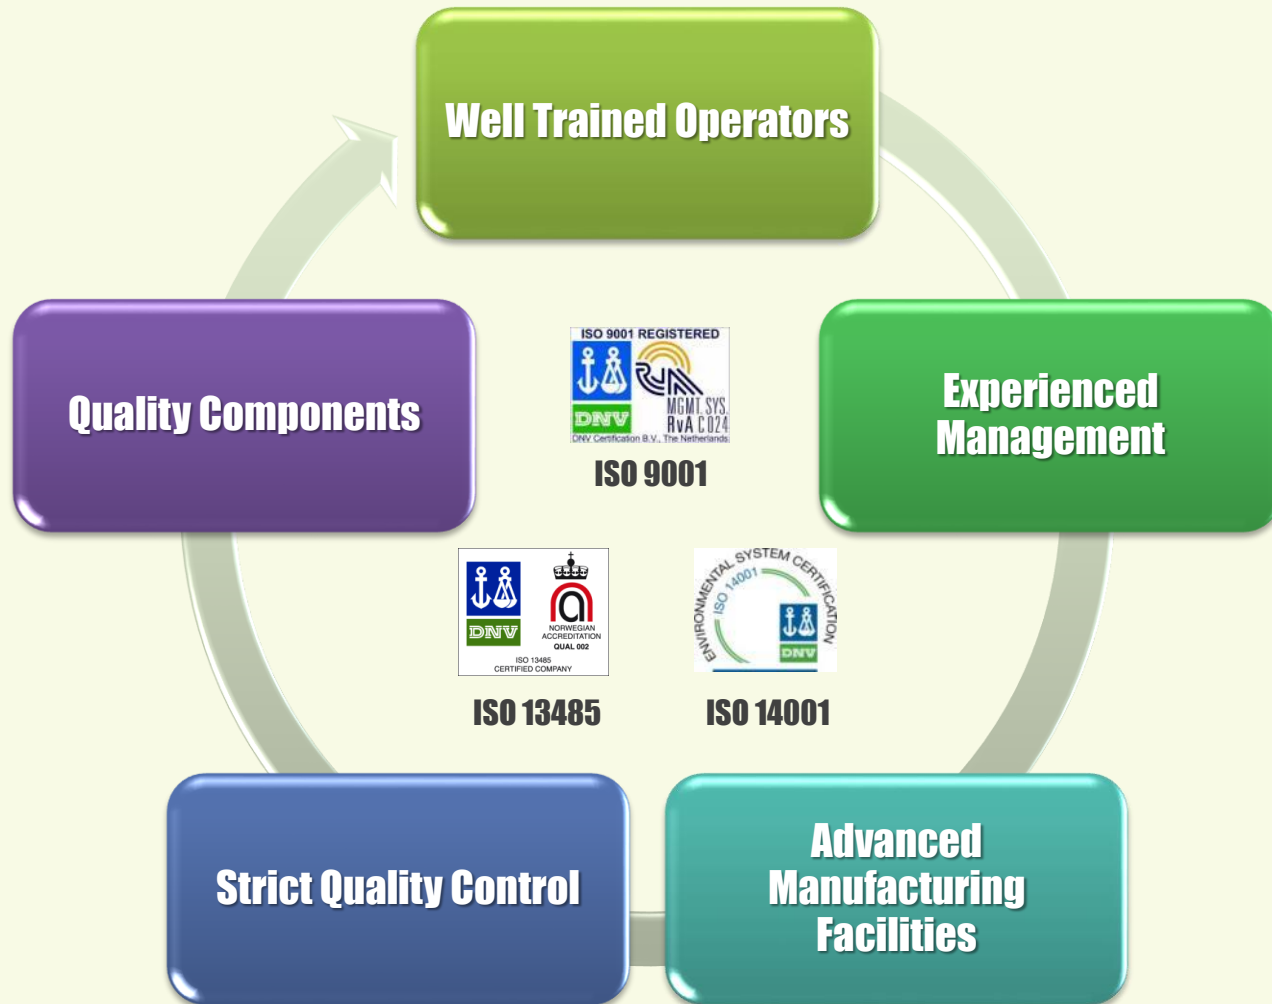 Well Trained Operators
Quality Components
ISO 9001 REGISTERED
DNV
MGMT. SYS.
RvA C 024
DNV Certification B.V., The Netherlands
ISO 9001
Experienced
Management
DNV
NORWEGIAN
ACCREDITATION
QUAL 002
ISO 13485
CERTIFIED COMPANY
ISO 13485
ENVIRONMENTAL SYSTEM CERTIFICATION
ISO 14001
DNV
ISO 14001
Strict Quality Control
Advanced
Manufacturing
Facilities